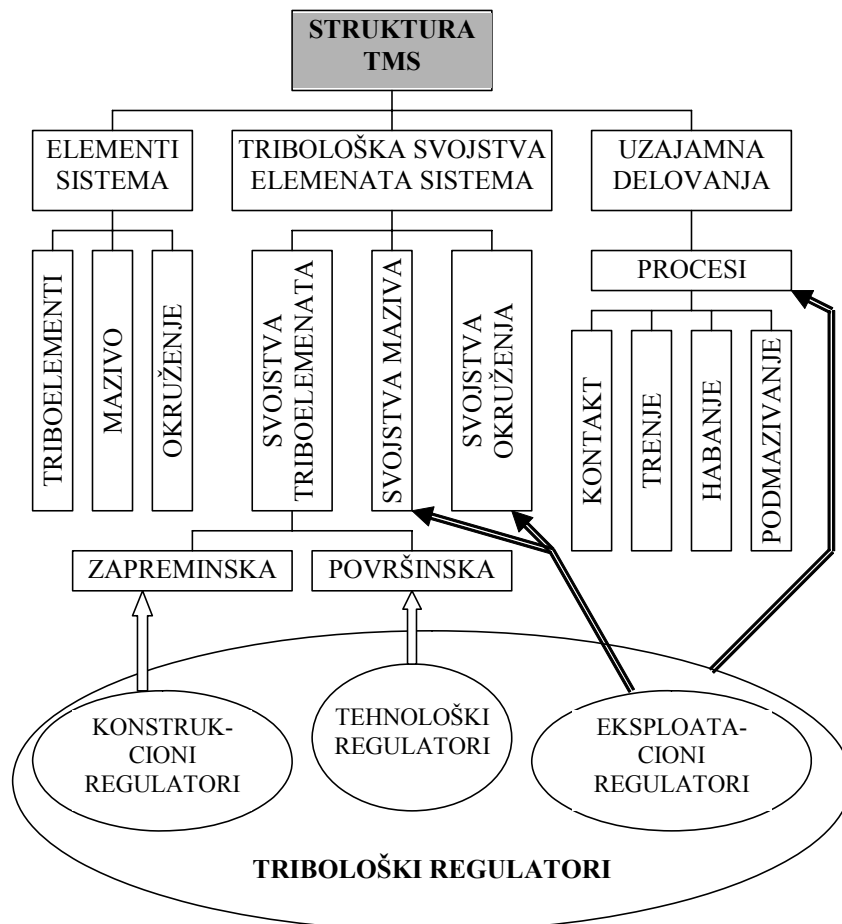 STRUKTURA
TMS
ELEMENTI
SISTEMA
TRIBOLOŠKA SVOJSTVA
ELEMENATA SISTEMA
UZAJAMNA
DELOVANJA
PROCESI
TRIBOELEMENTI
MAZIVO
OKRUŽENJE
SVOJSTVA
TRIBOELEMENATA
SVOJSTVA MAZIVA
SVOJSTVA
OKRUŽENJA
KONTAKT
TRENJE
HABANJE
PODMAZIVANJE
ZAPREMINSKA
POVRŠINSKA
KONSTRUK-
CIONI
REGULATORI
TEHNOLOŠKI
REGULATORI
EKSPLOATA-
CIONI
REGULATORI
TRIBOLOŠKI REGULATORI